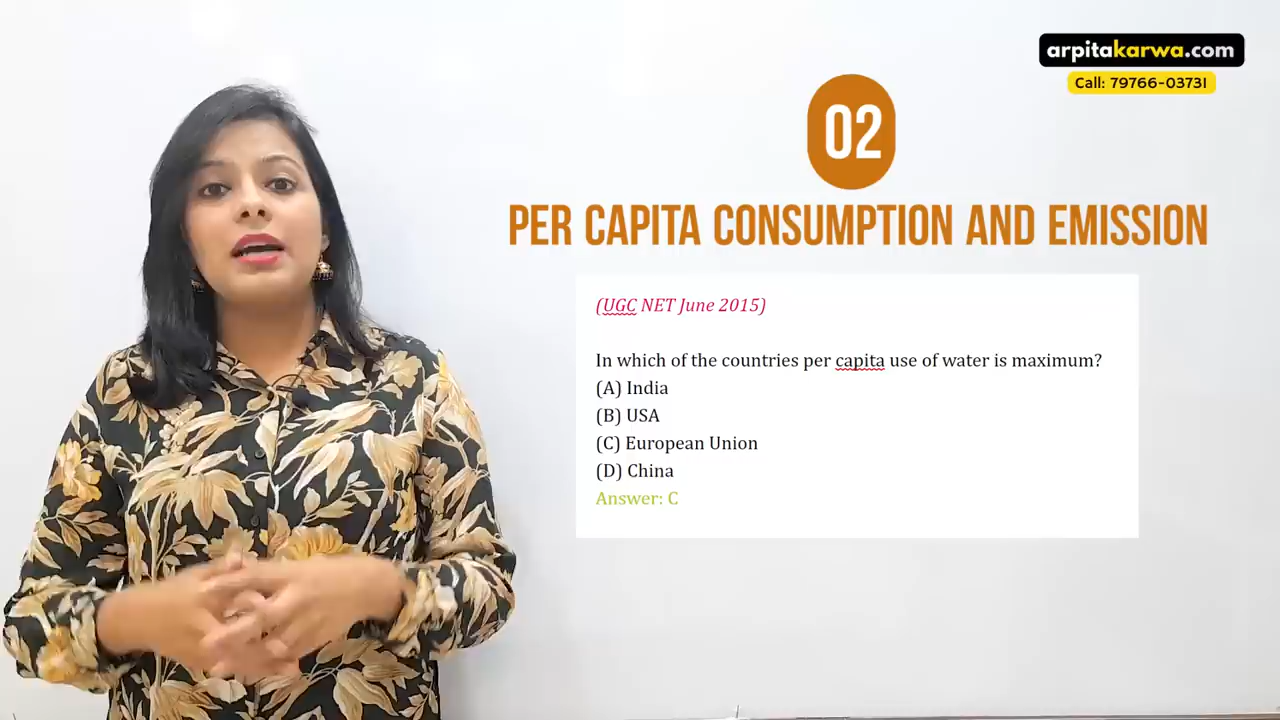 arpitakarwa.com
Call: 79766-03731
02
PER CAPITA CONSUMPTION AND EMISSION
(UGC NET June 2015)
In which of the countries per capita use of water is maximum?
(A) India
(B) USA
(C) European Union
(D) China
Answer: C